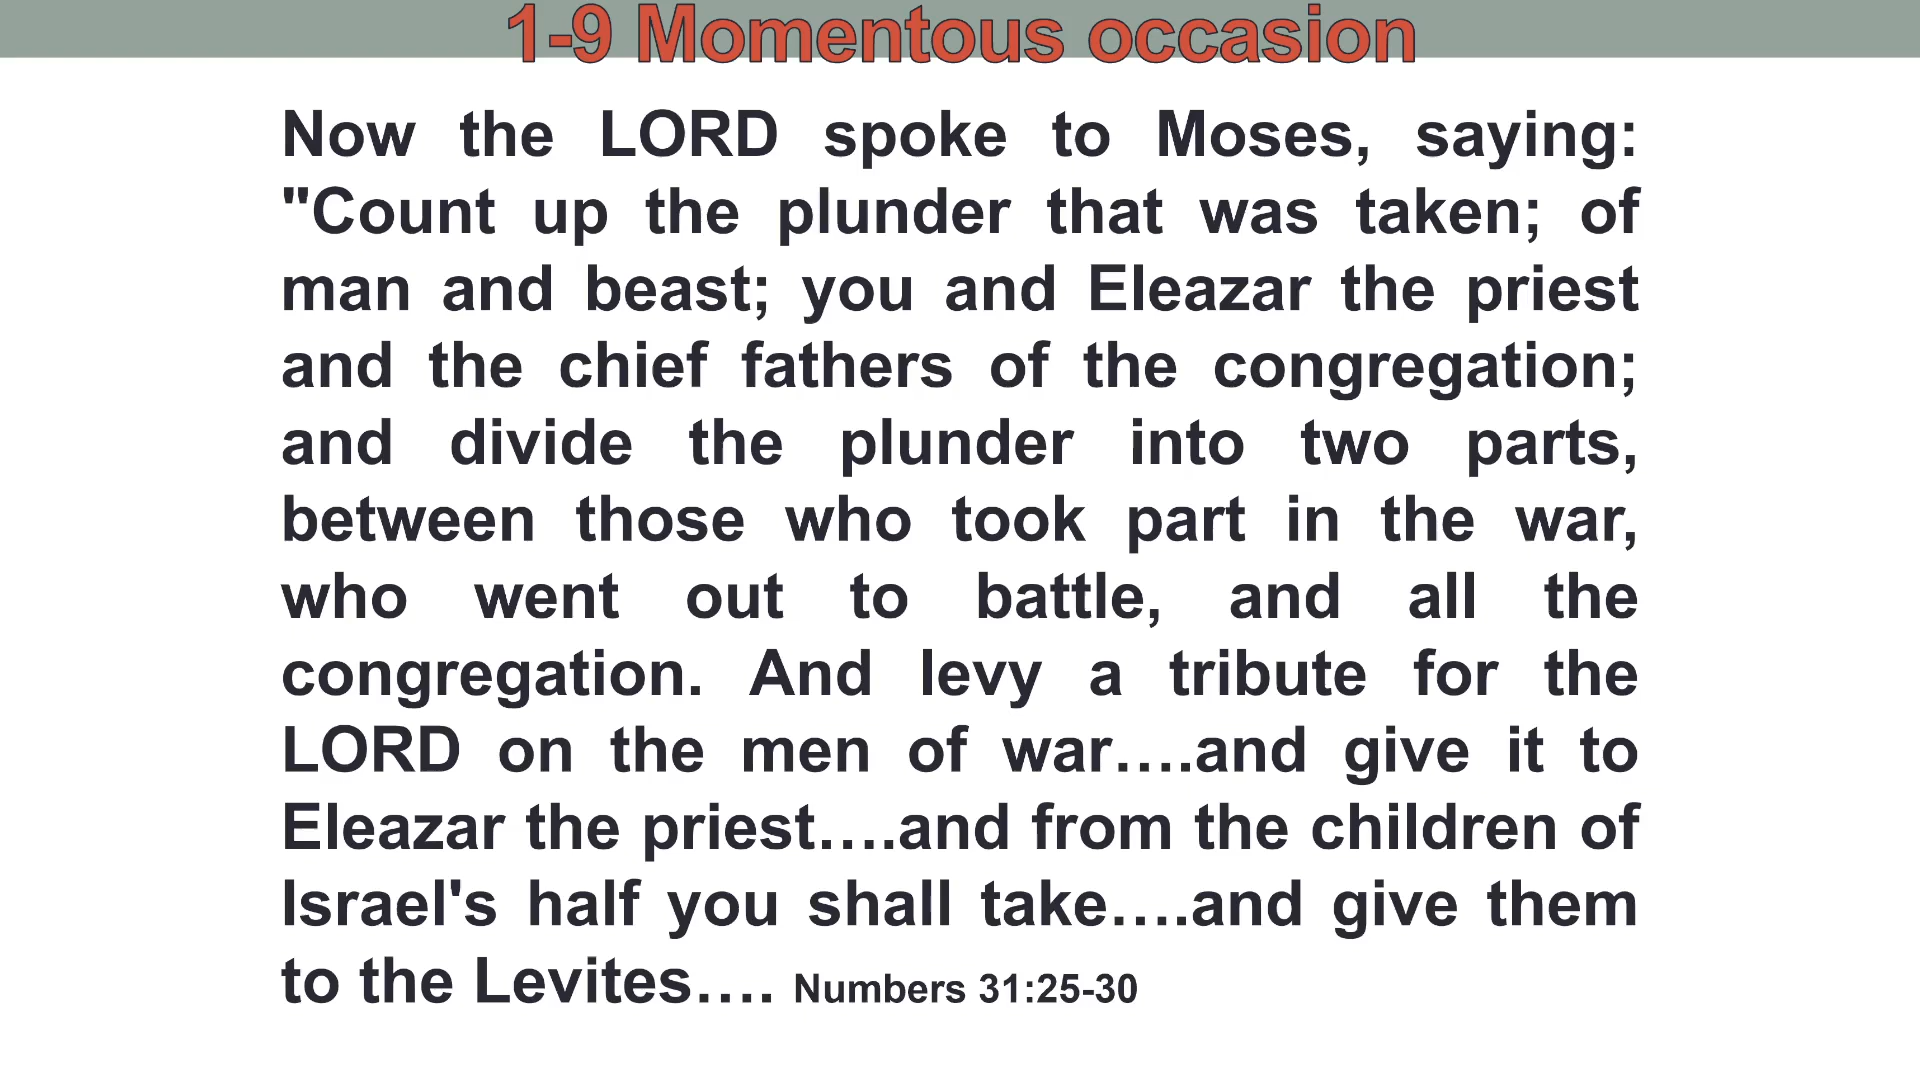 1-9 Momentous occasion
Now the LORD spoke to Moses, saying:
"Count up the plunder that was taken; of
man and beast; you and Eleazar the priest
and the chief fathers of the congregation;
and divide the plunder into two parts,
between those who took part in the war,
who went out to battle, and all the
congregation. And levy a tribute for the
LORD on the men of war….and give it to
Eleazar the priest….and from the children of
Israel's half you shall take….and give them
to the Levites…. Numbers 31:25-30